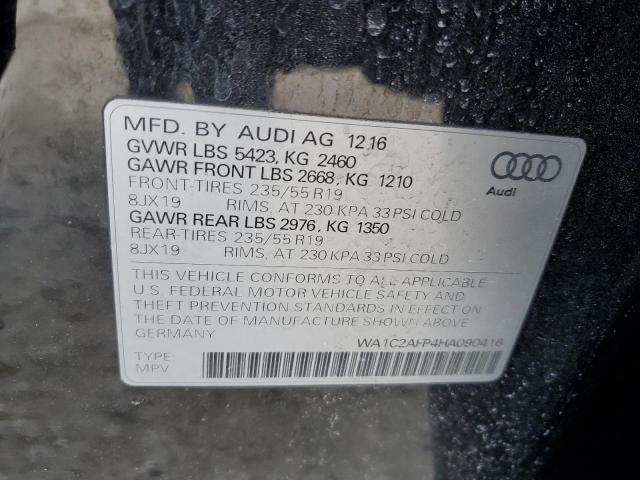 MFD. BY AUDI AG 12.16
GVWR LBS 5423, KG 2460
GAWR FRONT LBS 2668, KG 1210
FRONT-TIRES 235/55 R19
8JX19 RIMS, AT 230 KPA 33 PSI COLD
GAWR REAR LBS 2976, KG 1350
REAR-TIRES 235/55 R19
8JX19 RIMS, AT 230 KPA 33 PSI COLD
Audi
THIS VEHICLE CONFORMS TO ALL APPLICABLE
U.S. FEDERAL MOTOR VEHICLE SAFETY AND
THEFT PREVENTION STANDARDS IN EFFECT ON
THE DATE OF MANUFACTURE SHOWN ABOVE
GERMANY
WA1C2AFP4HA090416
TYPE
MPV